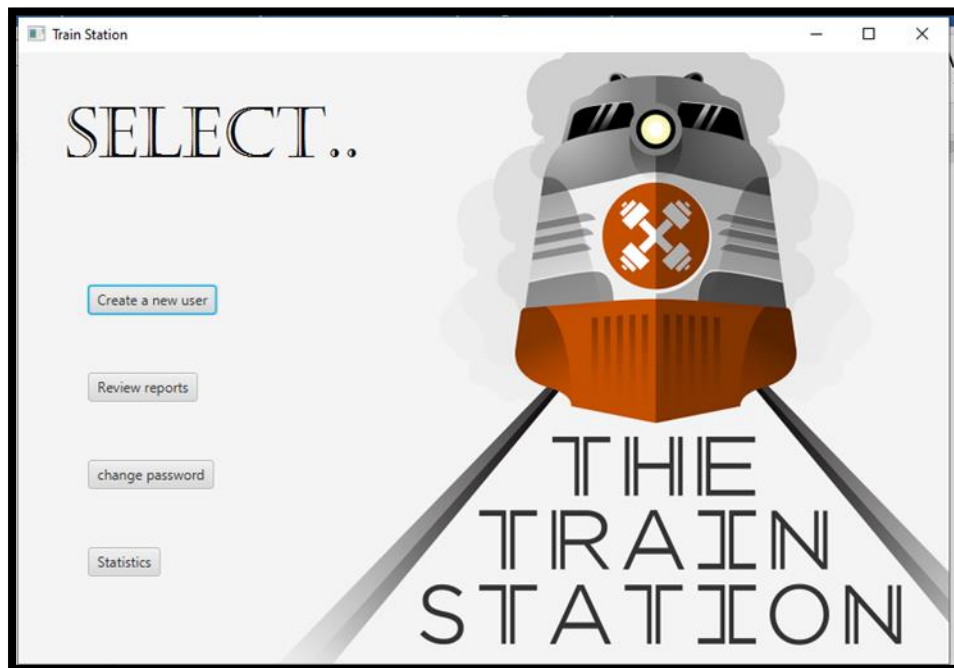 Train Station
SELECT..
Create a new user
Review reports
change password
Statistics
THE
TRAIN
STATION